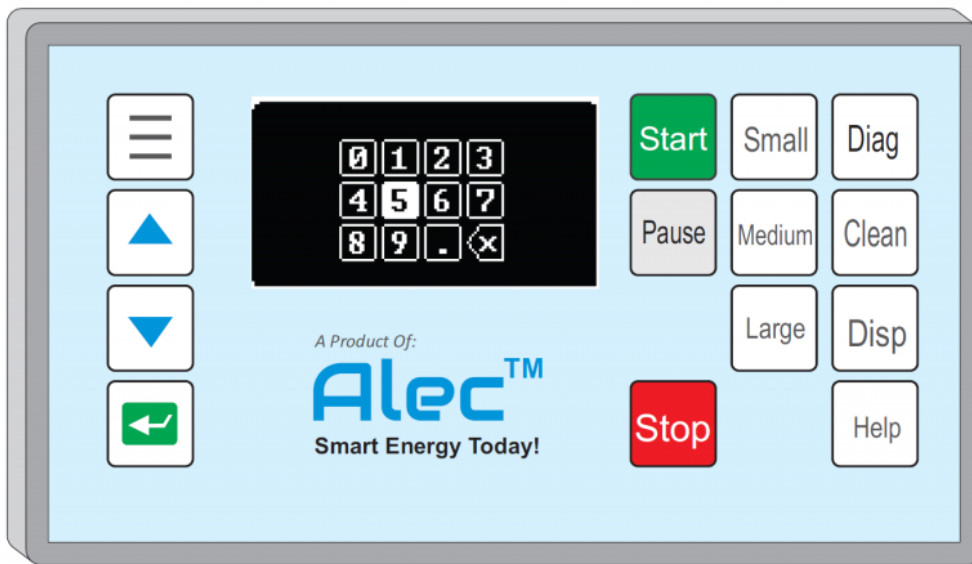 0 1 2 3
4 5 6 7
8 9 .
Start Small Diag
Pause Medium Clean
Large Disp
Stop Help
A Product Of:
Alec™
Smart Energy Today!